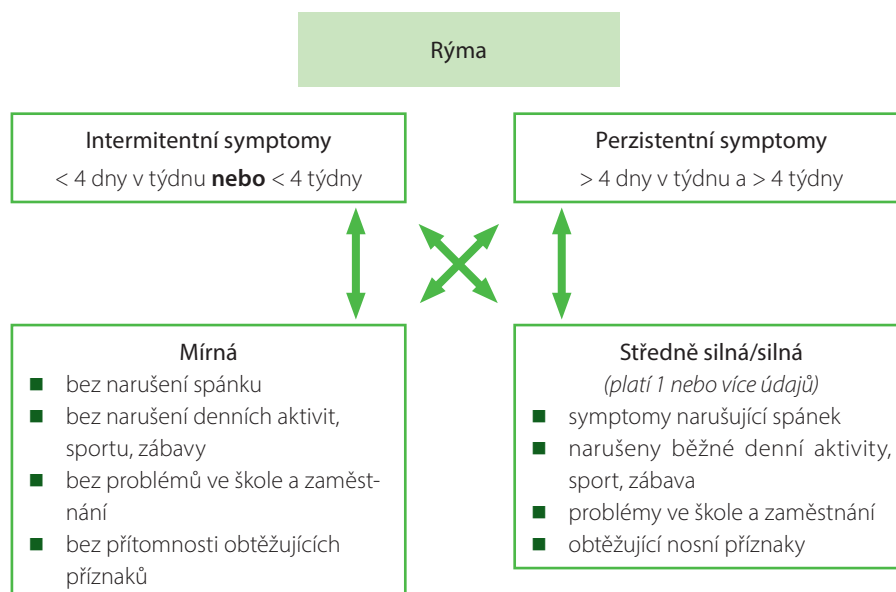 Rýma
Intermitentní symptomy
< 4 dny v týdnu nebo < 4 týdny
Perzistentní symptomy
> 4 dny v týdnu a > 4 týdny
Mírná
bez narušení spánku
bez narušení denních aktivit,
sportu, zábavy
bez problémů ve škole a zaměst-
nání
bez přítomnosti obtěžujících
příznaků
Středně silná/silná
(platí 1 nebo více údajů)
symptomy narušující spánek
narušeny běžné denní aktivity,
sport, zábava
problémy ve škole a zaměstnání
obtěžující nosní příznaky